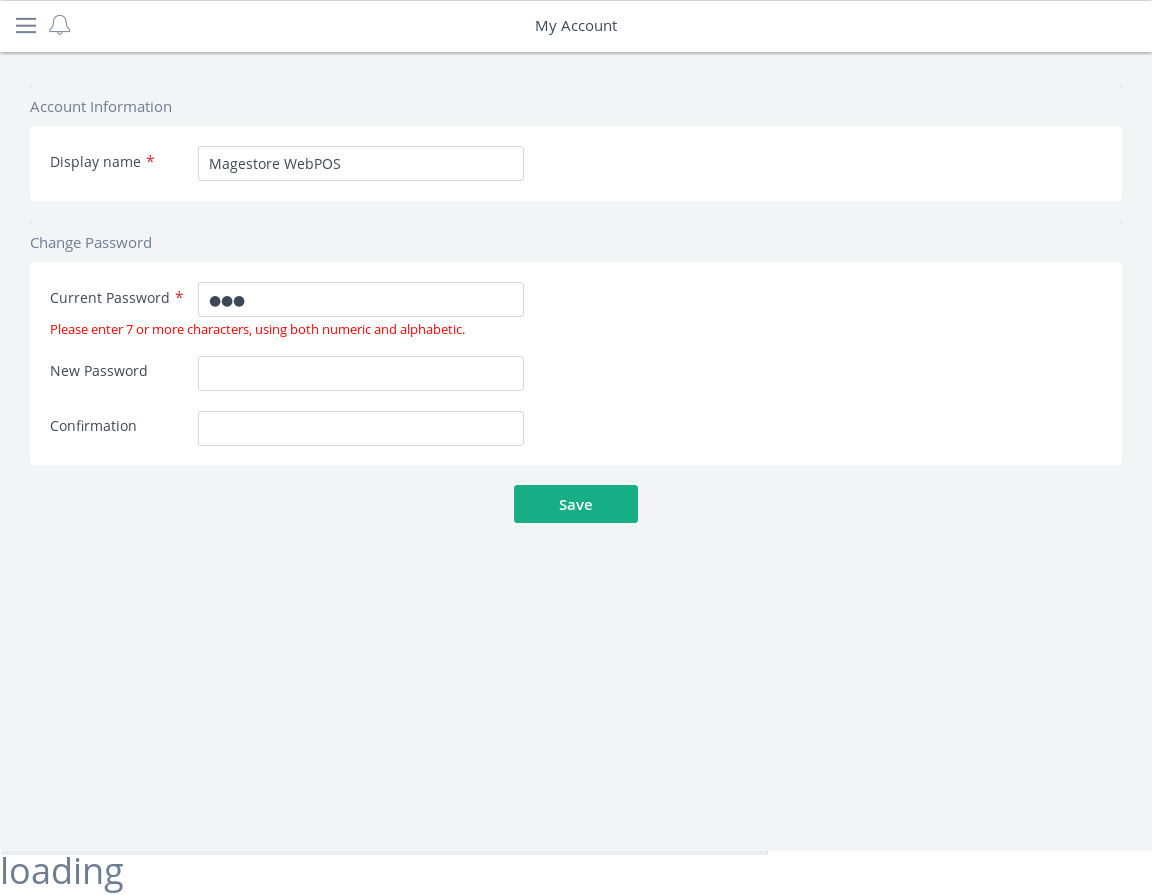 My Account
Account Information
Display name *
Magestore WebPOS
Change Password
Current Password *
●●●
Please enter 7 or more characters, using both numeric and alphabetic.
New Password
Confirmation
Save
loading